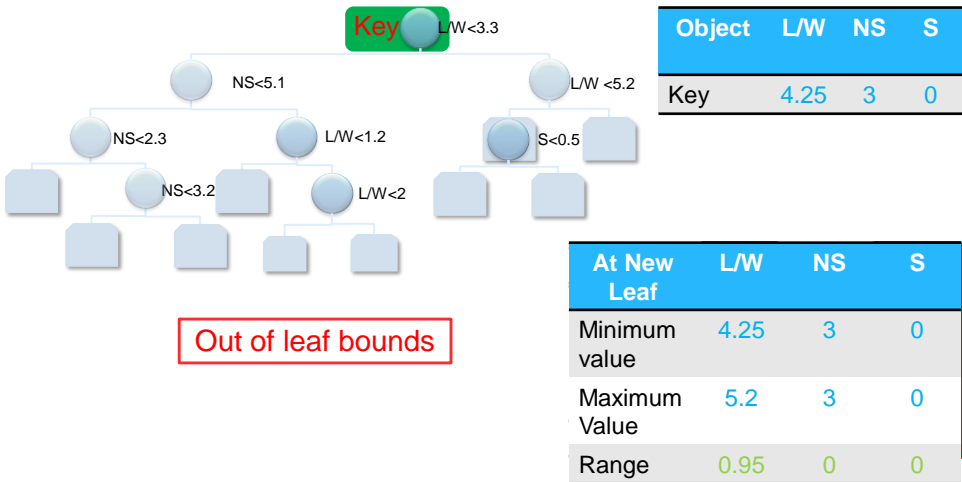 Key L/W<3.3
NS<5.1
L/W <5.2
NS<2.3
L/W<1.2
S<0.5
NS<3.2
L/W<2
Out of leaf bounds
Object L/W NS S
Key 4.25 3 0
At New Leaf L/W NS S
Minimum value 4.25 3 0
Maximum Value 5.2 3 0
Range 0.95 0 0